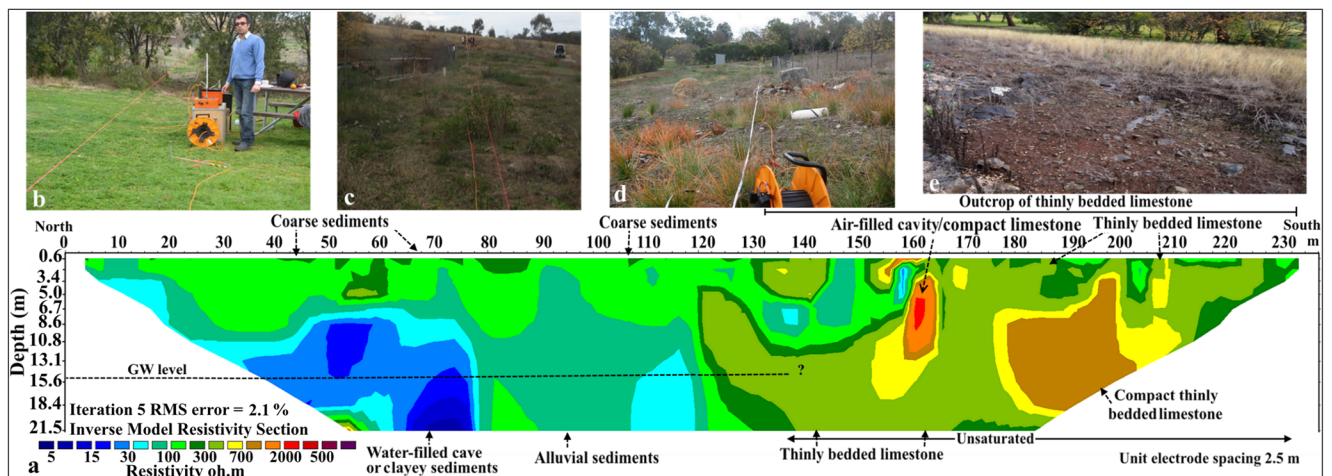 b
c
d
e
Outcrop of thinly bedded limestone
North
Coarse sediments
Coarse sediments
Air-filled cavity/compact limestone
Thinly bedded limestone
South
0 10 20 30 40 50 60 70 80 90 100 110 120 130 140 150 160 170 180 190 200 210 220 230 m
Depth (m)
0.6
3.4
5.0
6.7
8.6
10.8
13.1
15.6
18.4
21.5
GW level
?
Iteration 5 RMS error = 2.1 %
Inverse Model Resistivity Section
5 15 30 100 300 700 2000 500
Resistivity oh.m
a
Water-filled cave
or clayey sediments
Alluvial sediments
Thinly bedded limestone
Unsaturated
Compact thinly
bedded limestone
Unit electrode spacing 2.5 m